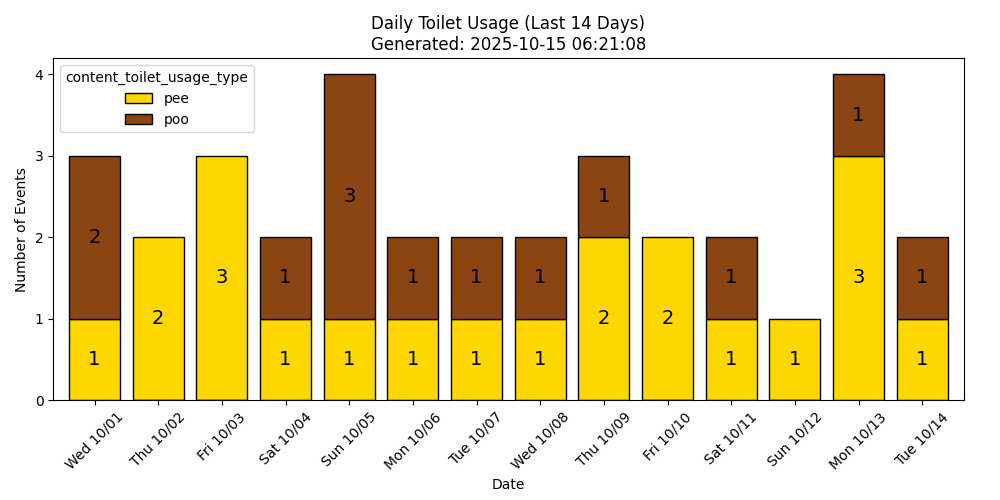 Daily Toilet Usage (Last 14 Days)
Generated: 2025-10-15 06:21:08
content_toilet_usage_type
pee
poo
Number of Events
4
3
2
1
0
2
1
2
3
1
1
3
1
1
1
1
1
1
1
1
2
2
1
1
1
1
3
1
1
Wed 10/01
Thu 10/02
Fri 10/03
Sat 10/04
Sun 10/05
Mon 10/06
Tue 10/07
Wed 10/08
Thu 10/09
Fri 10/10
Sat 10/11
Sun 10/12
Mon 10/13
Tue 10/14
Date